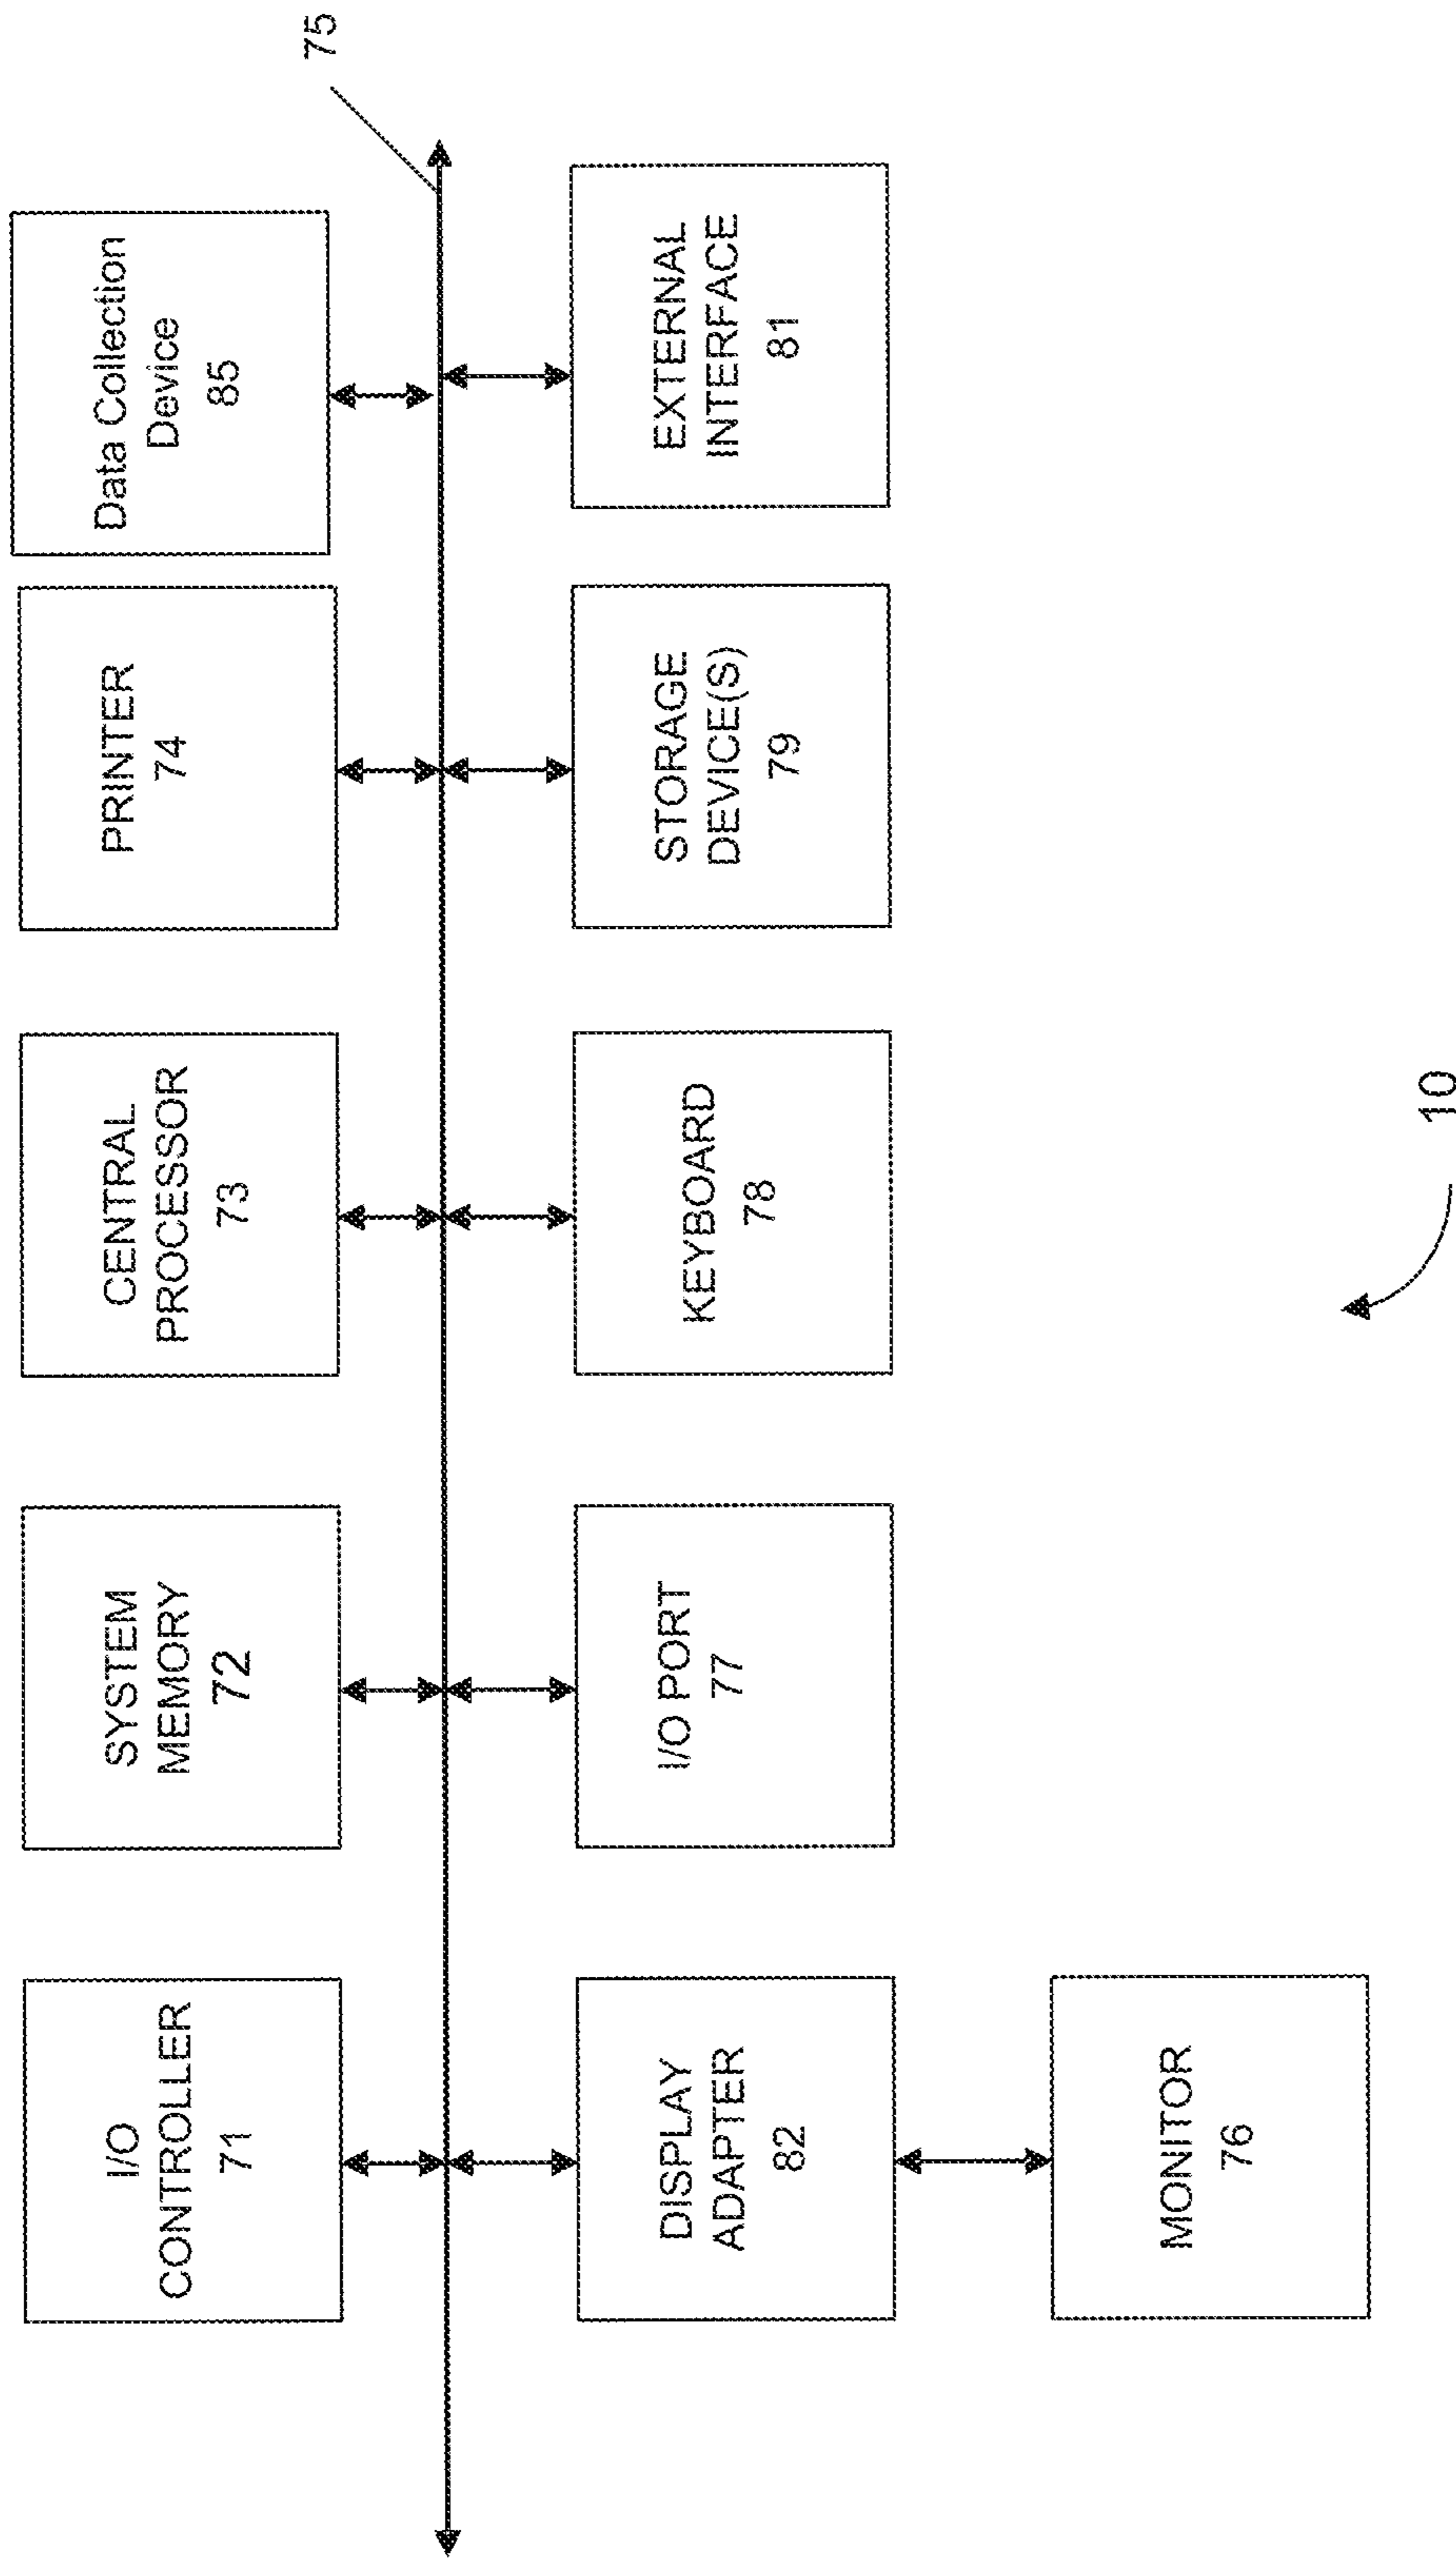 I/O
CONTROLLER
71
SYSTEM
MEMORY
72
CENTRAL
PROCESSOR
73
PRINTER
74
Data Collection
Device
85
75
DISPLAY
ADAPTER
82
I/O PORT
77
KEYBOARD
78
STORAGE
DEVICE(S)
79
EXTERNAL
INTERFACE
81
MONITOR
76
10